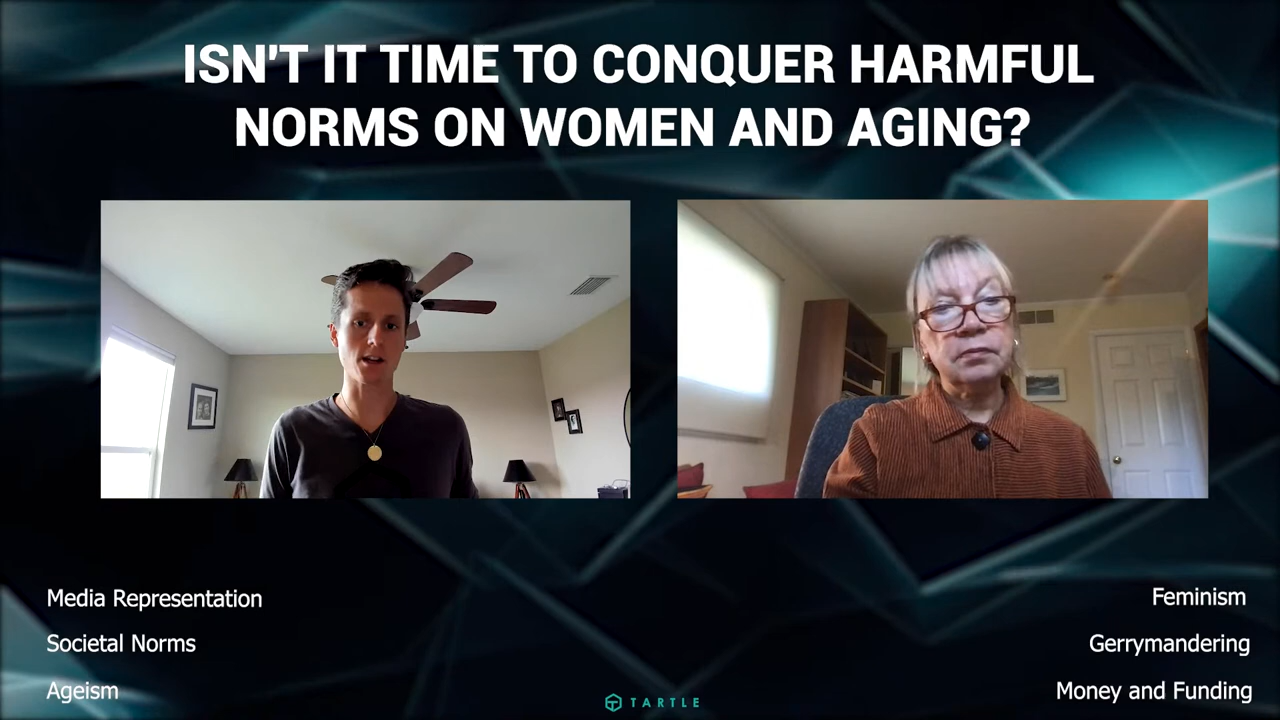 ISN'T IT TIME TO CONQUER HARMFUL
NORMS ON WOMEN AND AGING?
Media Representation
Societal Norms
Ageism
Feminism
Gerrymandering
Money and Funding
TARTLE